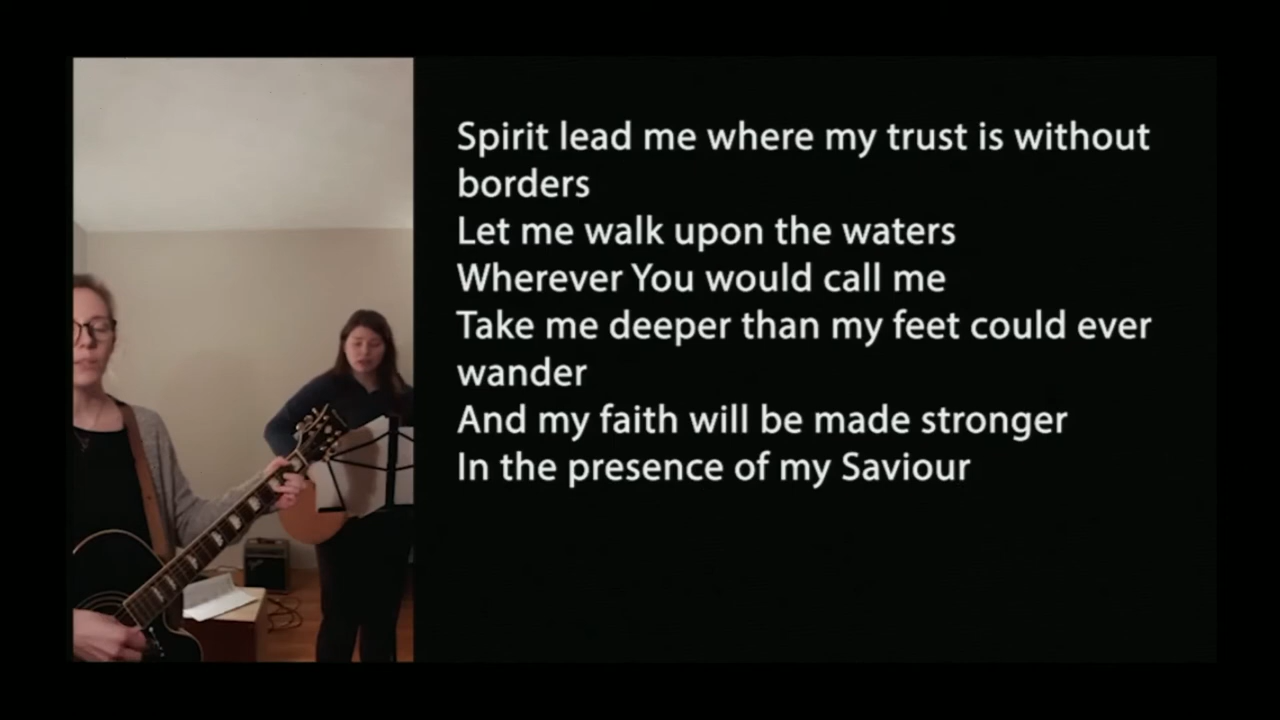 Spirit lead me where my trust is without
borders
Let me walk upon the waters
Wherever You would call me
Take me deeper than my feet could ever
wander
And my faith will be made stronger
In the presence of my Saviour